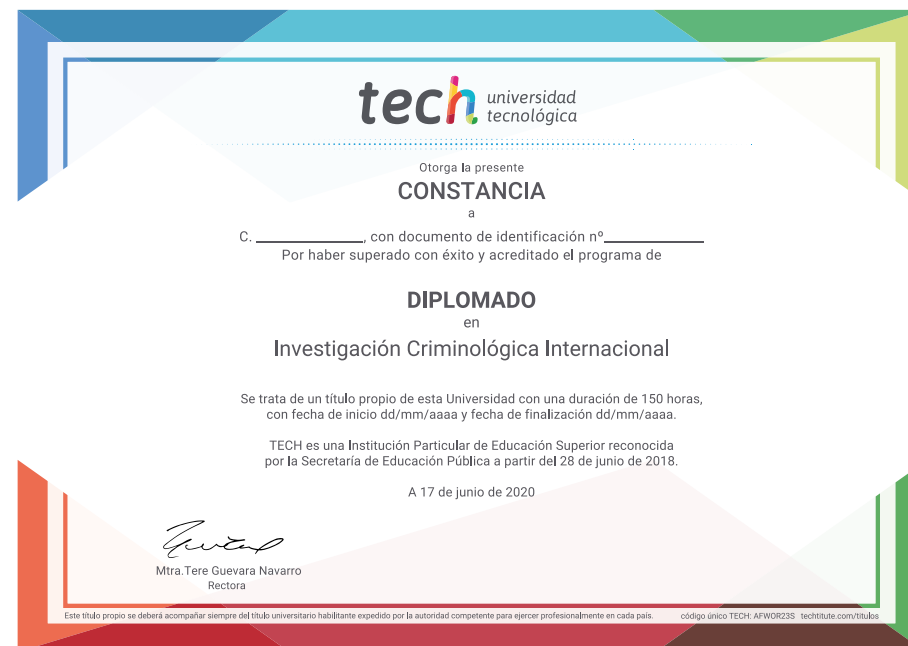 tech universidad
tecnológica
Otorga la presente
CONSTANCIA
a
C. ______________, con documento de identificación nº_____________
Por haber superado con éxito y acreditado el programa de
DIPLOMADO
en
Investigación Criminológica Internacional
Se trata de un título propio de esta Universidad con una duración de 150 horas,
con fecha de inicio dd/mm/aaaa y fecha de finalización dd/mm/aaaa.
TECH es una Institución Particular de Educación Superior reconocida
por la Secretaría de Educación Pública a partir del 28 de junio de 2018.
A 17 de junio de 2020
Mtra.Tere Guevara Navarro
Rectora
Este título propio se deberá acompañar siempre del título universitario habilitante expedido por la autoridad competente para ejercer profesionalmente en cada país. código único TECH: AFWOR23S techtitute.com/titulos